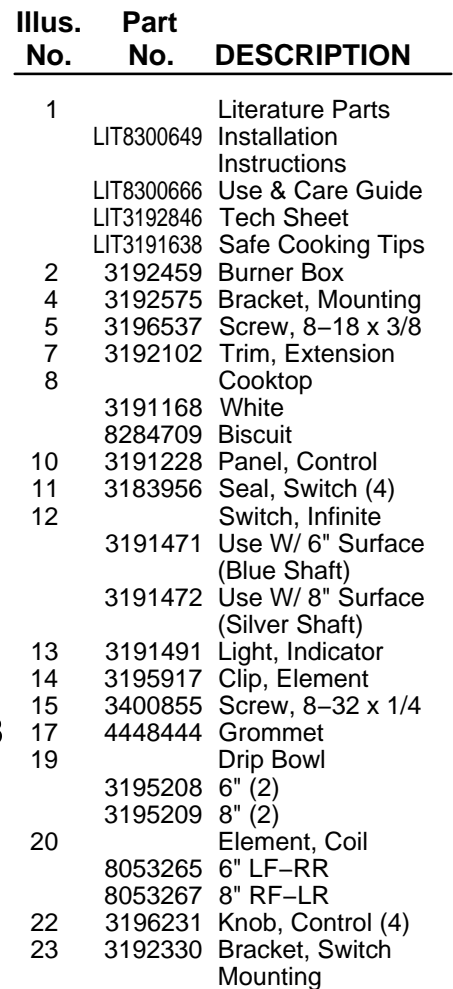 Illus. Part
No. No. DESCRIPTION
1 Literature Parts
LIT8300649 Installation
Instructions
LIT8300666 Use & Care Guide
LIT3192846 Tech Sheet
LIT3191638 Safe Cooking Tips
2 3192459 Burner Box
4 3192575 Bracket, Mounting
5 3196537 Screw, 8−18 x 3/8
7 3192102 Trim, Extension
8 Cooktop
3191168 White
8284709 Biscuit
10 3191228 Panel, Control
11 3183956 Seal, Switch (4)
12 Switch, Infinite
3191471 Use W/ 6" Surface
(Blue Shaft)
3191472 Use W/ 8" Surface
(Silver Shaft)
13 3191491 Light, Indicator
14 3195917 Clip, Element
15 3400855 Screw, 8−32 x 1/4
17 4448444 Grommet
19 Drip Bowl
3195208 6" (2)
3195209 8" (2)
20 Element, Coil
8053265 6" LF−RR
8053267 8" RF−LR
22 3196231 Knob, Control (4)
23 3192330 Bracket, Switch
Mounting